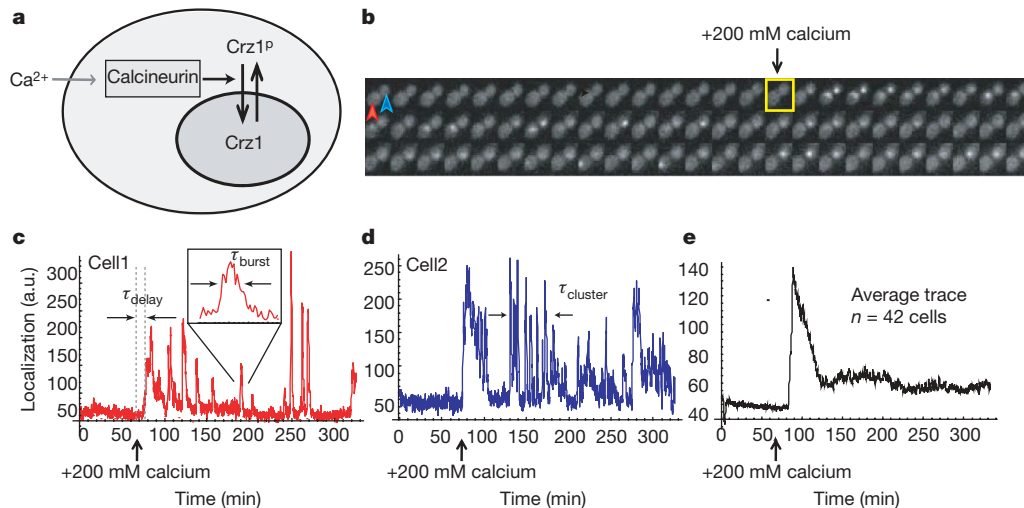 a
Ca2+
Calcineurin
Crz1p
Crz1
b
+200 mM calcium
c
Cell1
Localization (a.u.)
300
250
200
150
100
50
τdelay
τburst
0 50 100 150 200 250 300
+200 mM calcium
Time (min)
d
Cell2
250
200
150
100
50
τcluster
0 50 100 150 200 250 300
+200 mM calcium
Time (min)
e
140
120
100
80
60
40
Average trace
n = 42 cells
0 50 100 150 200 250 300
+200 mM calcium
Time (min)